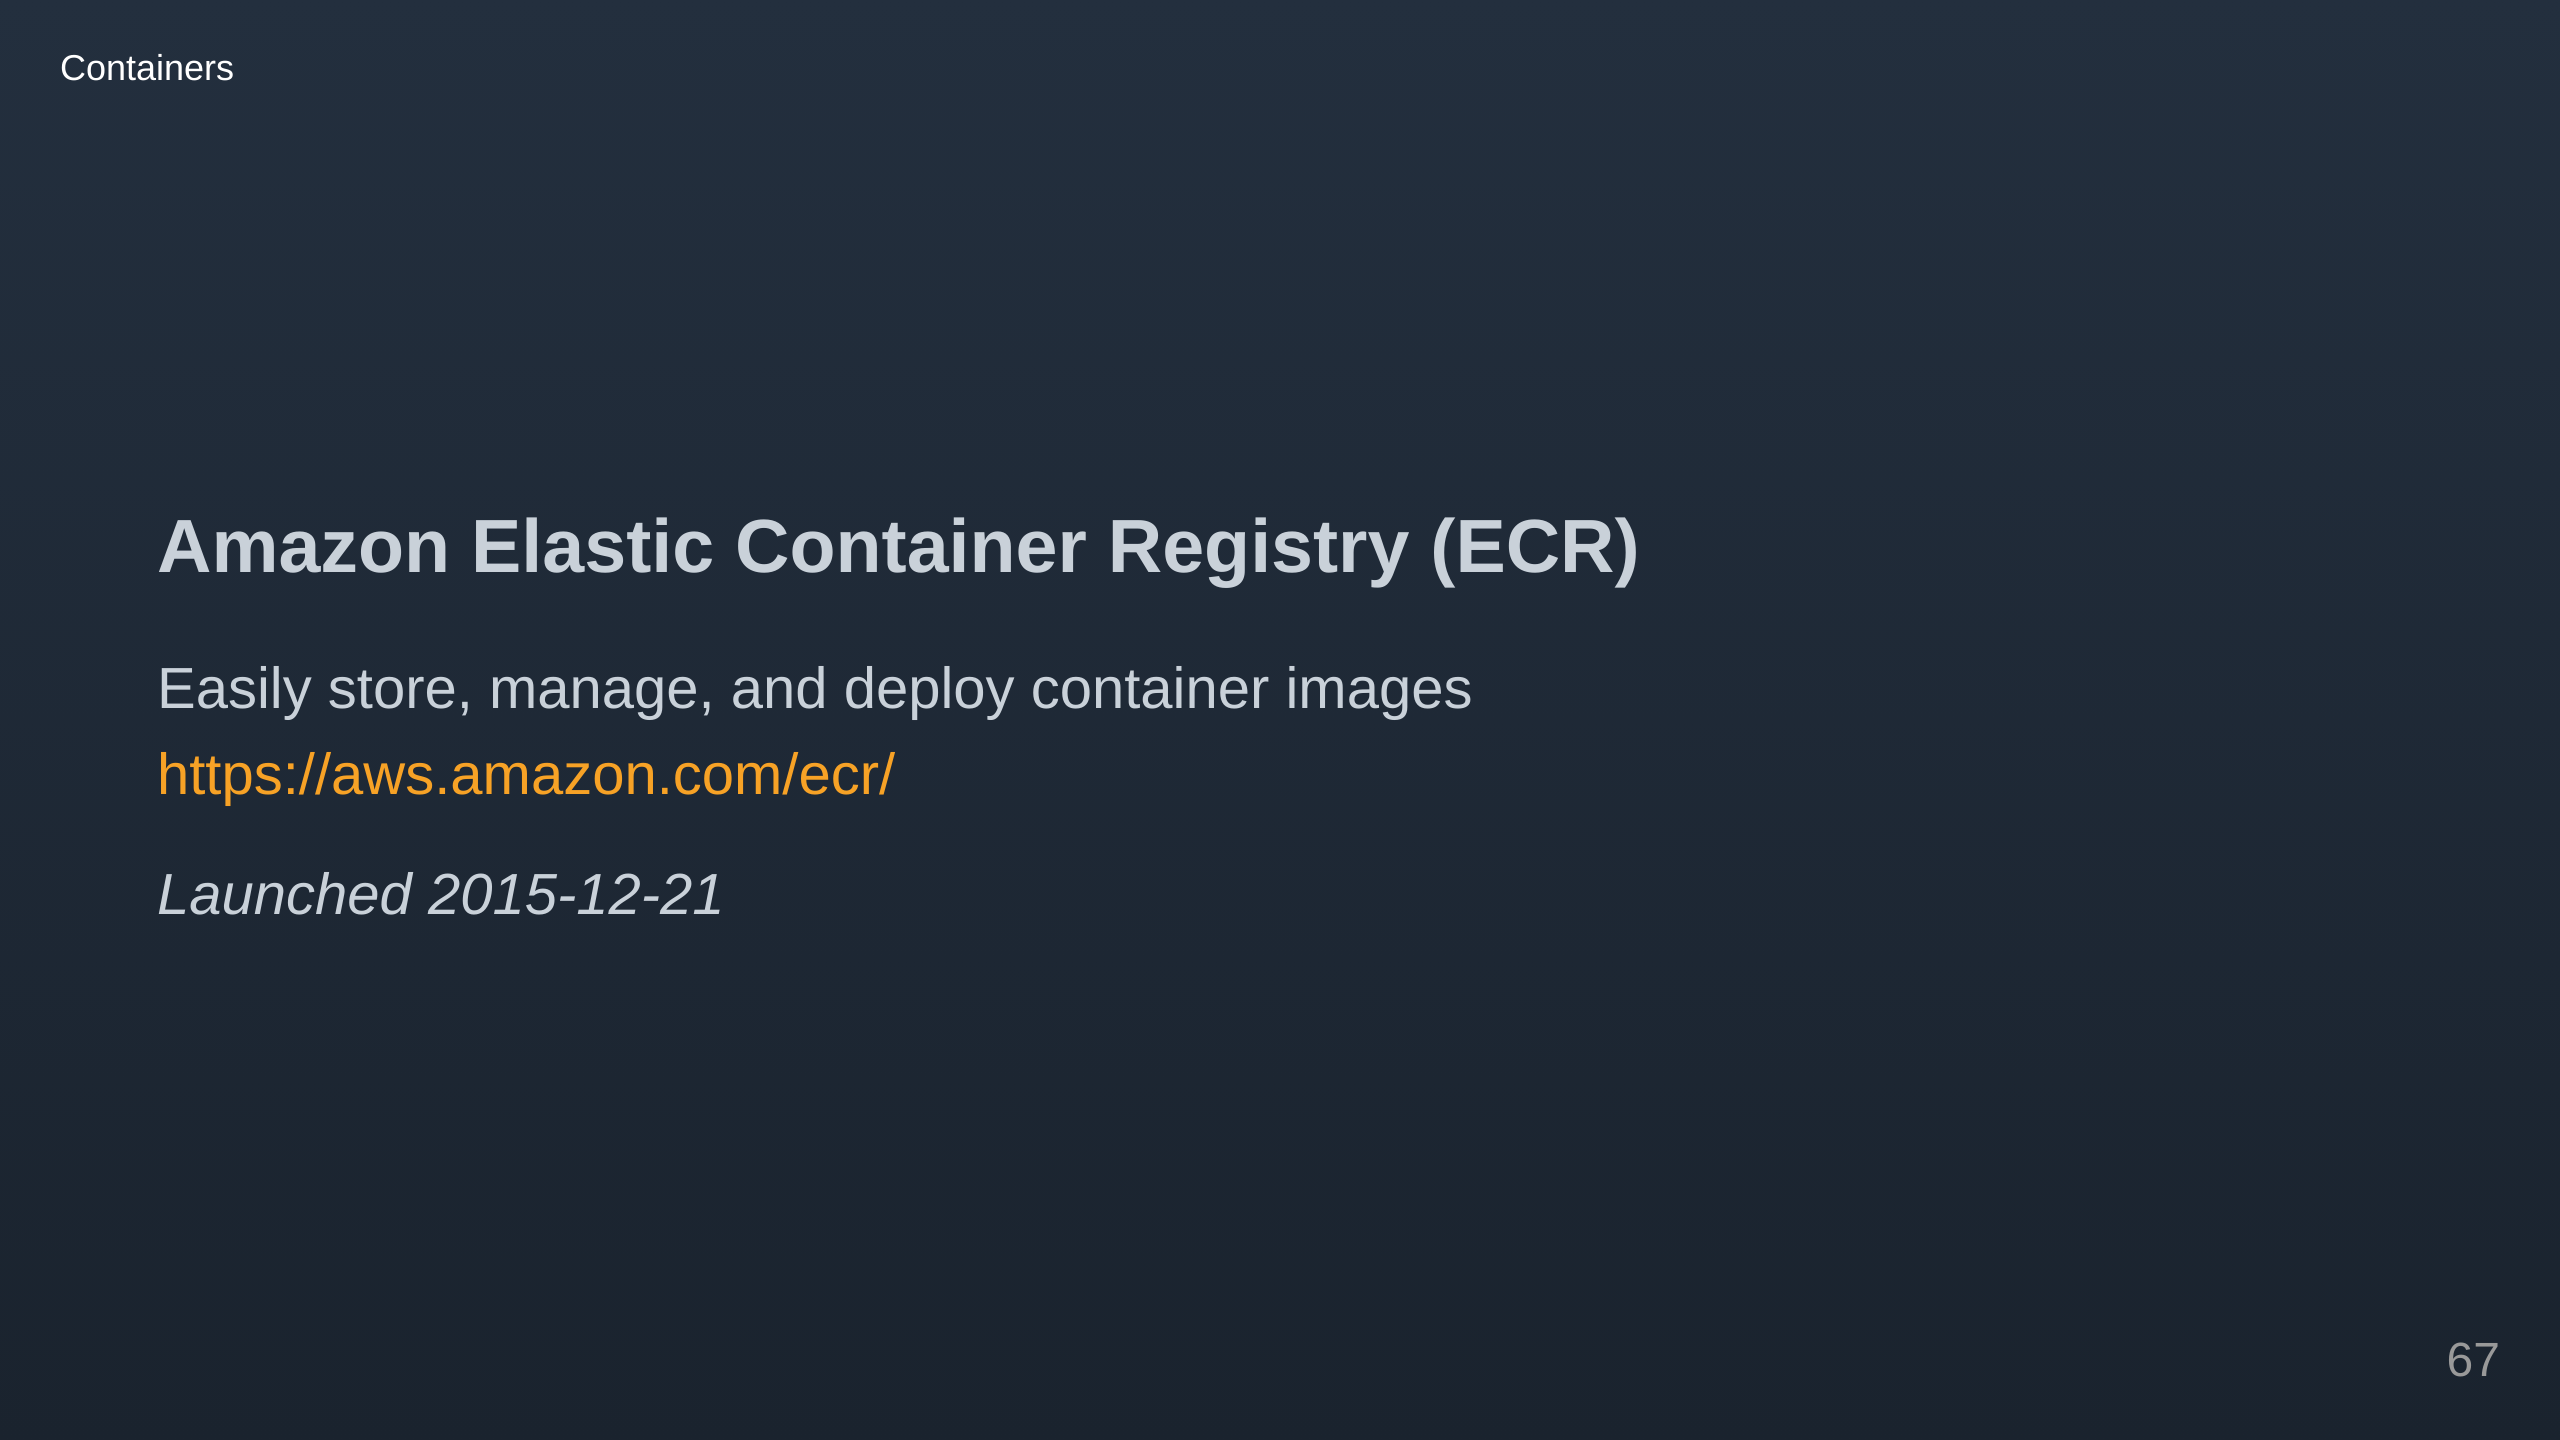 Containers
Amazon Elastic Container Registry (ECR)
Easily store, manage, and deploy container images
https://aws.amazon.com/ecr/
Launched 2015-12-21
67